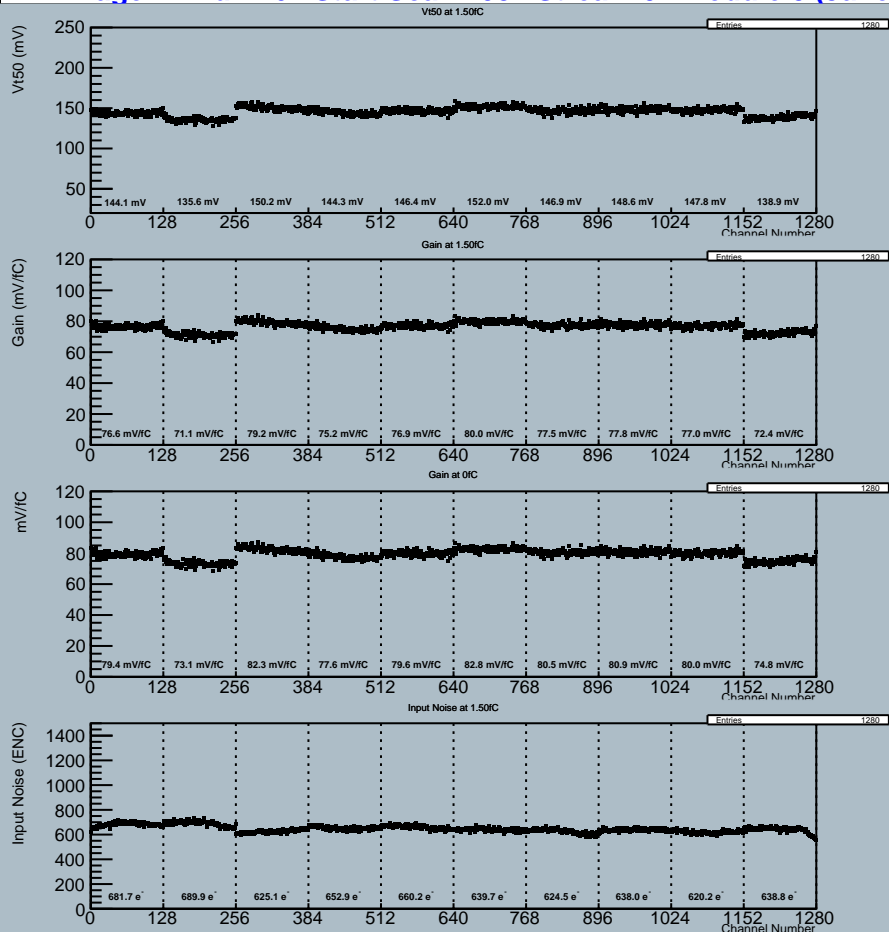 Vt50 at 1.50fC
Entries 1280
Vt50 (mV)
250
200
150
100
50
144.1 mV 135.6 mV 150.2 mV 144.3 mV 146.4 mV 152.0 mV 146.9 mV 148.6 mV 147.8 mV 138.9 mV
0 128 256 384 512 640 768 896 1024 1152 1280
Channel Number
Gain at 1.50fC
Entries 1280
Gain (mV/fC)
120
100
80
60
40
20
0
76.6 mV/fC 71.1 mV/fC 79.2 mV/fC 75.2 mV/fC 76.9 mV/fC 80.0 mV/fC 77.5 mV/fC 77.8 mV/fC 77.0 mV/fC 72.4 mV/fC
0 128 256 384 512 640 768 896 1024 1152 1280
Channel Number
Gain at 0fC
Entries 1280
mV/fC
120
100
80
60
40
20
0
79.4 mV/fC 73.1 mV/fC 82.3 mV/fC 77.6 mV/fC 79.6 mV/fC 82.8 mV/fC 80.5 mV/fC 80.9 mV/fC 80.0 mV/fC 74.8 mV/fC
0 128 256 384 512 640 768 896 1024 1152 1280
Channel Number
Input Noise at 1.50fC
Entries 1280
Input Noise (ENC)
1400
1200
1000
800
600
400
200
0
681.7 e⁻ 689.9 e⁻ 625.1 e⁻ 652.9 e⁻ 660.2 e⁻ 639.7 e⁻ 624.5 e⁻ 638.0 e⁻ 620.2 e⁻ 638.8 e⁻
0 128 256 384 512 640 768 896 1024 1152 1280
Channel Number